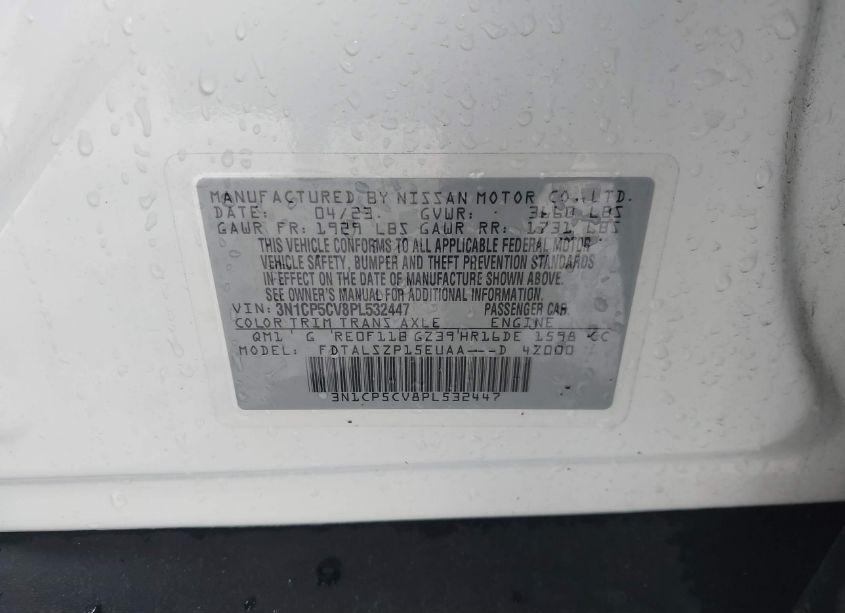 MANUFACTURED BY NISSAN MOTOR CO., LTD.
DATE: 04/23 GVWR: 3660 LBS
GAWR FR: 1929 LBS GAWR RR: 1731 LBS
THIS VEHICLE CONFORMS TO ALL APPLICABLE FEDERAL MOTOR
VEHICLE SAFETY, BUMPER AND THEFT PREVENTION STANDARDS
IN EFFECT ON THE DATE OF MANUFACTURE SHOWN ABOVE.
SEE OWNER'S MANUAL FOR ADDITIONAL INFORMATION.
VIN: 3N1CP5CV8PL532447 PASSENGER CAR
COLOR TRIM TRANS AXLE ENGINE
QM1 G RE0F11B GZ39 HR16DE 1598 CC
MODEL: FDTALSZP15EUAA---D 4Z000
3N1CP5CV8PL532447